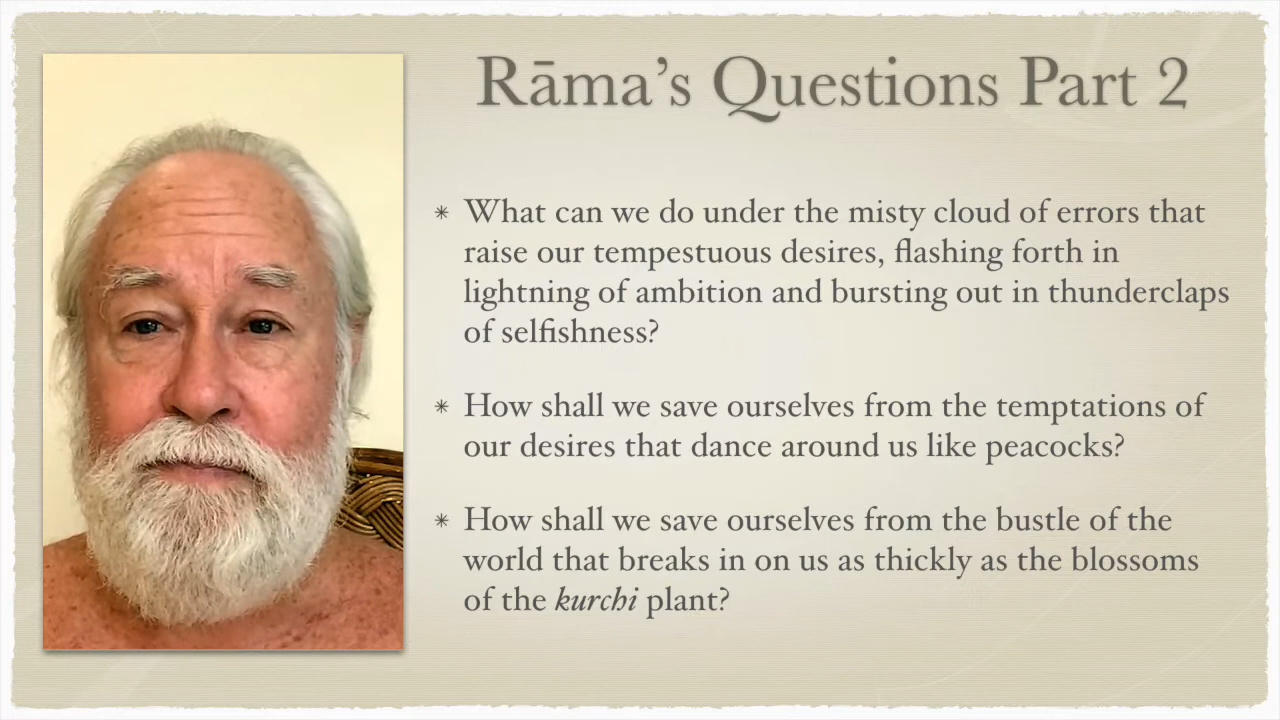 Rāma’s Questions Part 2
* What can we do under the misty cloud of errors that
raise our tempestuous desires, flashing forth in
lightning of ambition and bursting out in thunderclaps
of selfishness?
* How shall we save ourselves from the temptations of
our desires that dance around us like peacocks?
* How shall we save ourselves from the bustle of the
world that breaks in on us as thickly as the blossoms
of the kurchi plant?